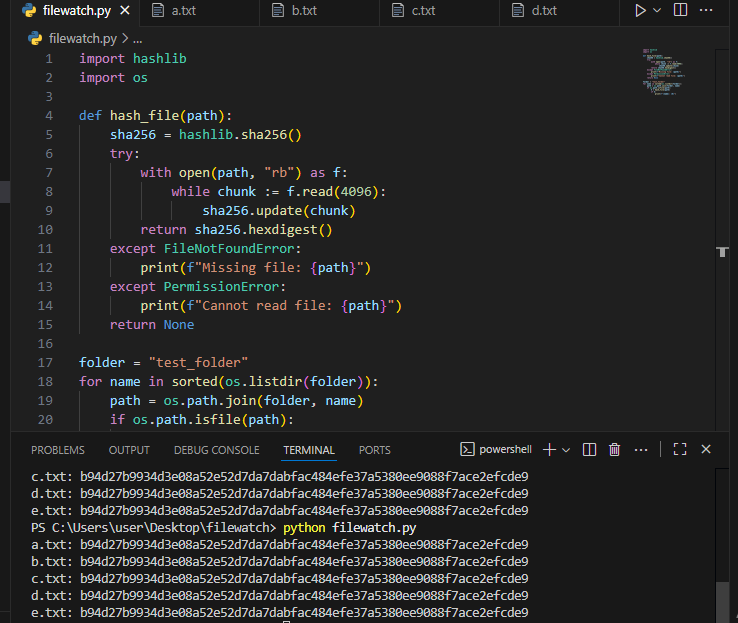 filewatch.py a.txt b.txt c.txt d.txt
filewatch.py > ...
1 import hashlib
2 import os
3
4 def hash_file(path):
5 sha256 = hashlib.sha256()
6 try:
7 with open(path, "rb") as f:
8 while chunk := f.read(4096):
9 sha256.update(chunk)
10 return sha256.hexdigest()
11 except FileNotFoundError:
12 print(f"Missing file: {path}")
13 except PermissionError:
14 print(f"Cannot read file: {path}")
15 return None
16
17 folder = "test_folder"
18 for name in sorted(os.listdir(folder)):
19 path = os.path.join(folder, name)
20 if os.path.isfile(path):
PROBLEMS OUTPUT DEBUG CONSOLE TERMINAL PORTS powershell
c.txt: b94d27b9934d3e08a52e52d7da7dabfac484efe37a5380ee9088f7ace2efcde9
d.txt: b94d27b9934d3e08a52e52d7da7dabfac484efe37a5380ee9088f7ace2efcde9
e.txt: b94d27b9934d3e08a52e52d7da7dabfac484efe37a5380ee9088f7ace2efcde9
PS C:\Users\user\Desktop\filewatch> python filewatch.py
a.txt: b94d27b9934d3e08a52e52d7da7dabfac484efe37a5380ee9088f7ace2efcde9
b.txt: b94d27b9934d3e08a52e52d7da7dabfac484efe37a5380ee9088f7ace2efcde9
c.txt: b94d27b9934d3e08a52e52d7da7dabfac484efe37a5380ee9088f7ace2efcde9
d.txt: b94d27b9934d3e08a52e52d7da7dabfac484efe37a5380ee9088f7ace2efcde9
e.txt: b94d27b9934d3e08a52e52d7da7dabfac484efe37a5380ee9088f7ace2efcde9